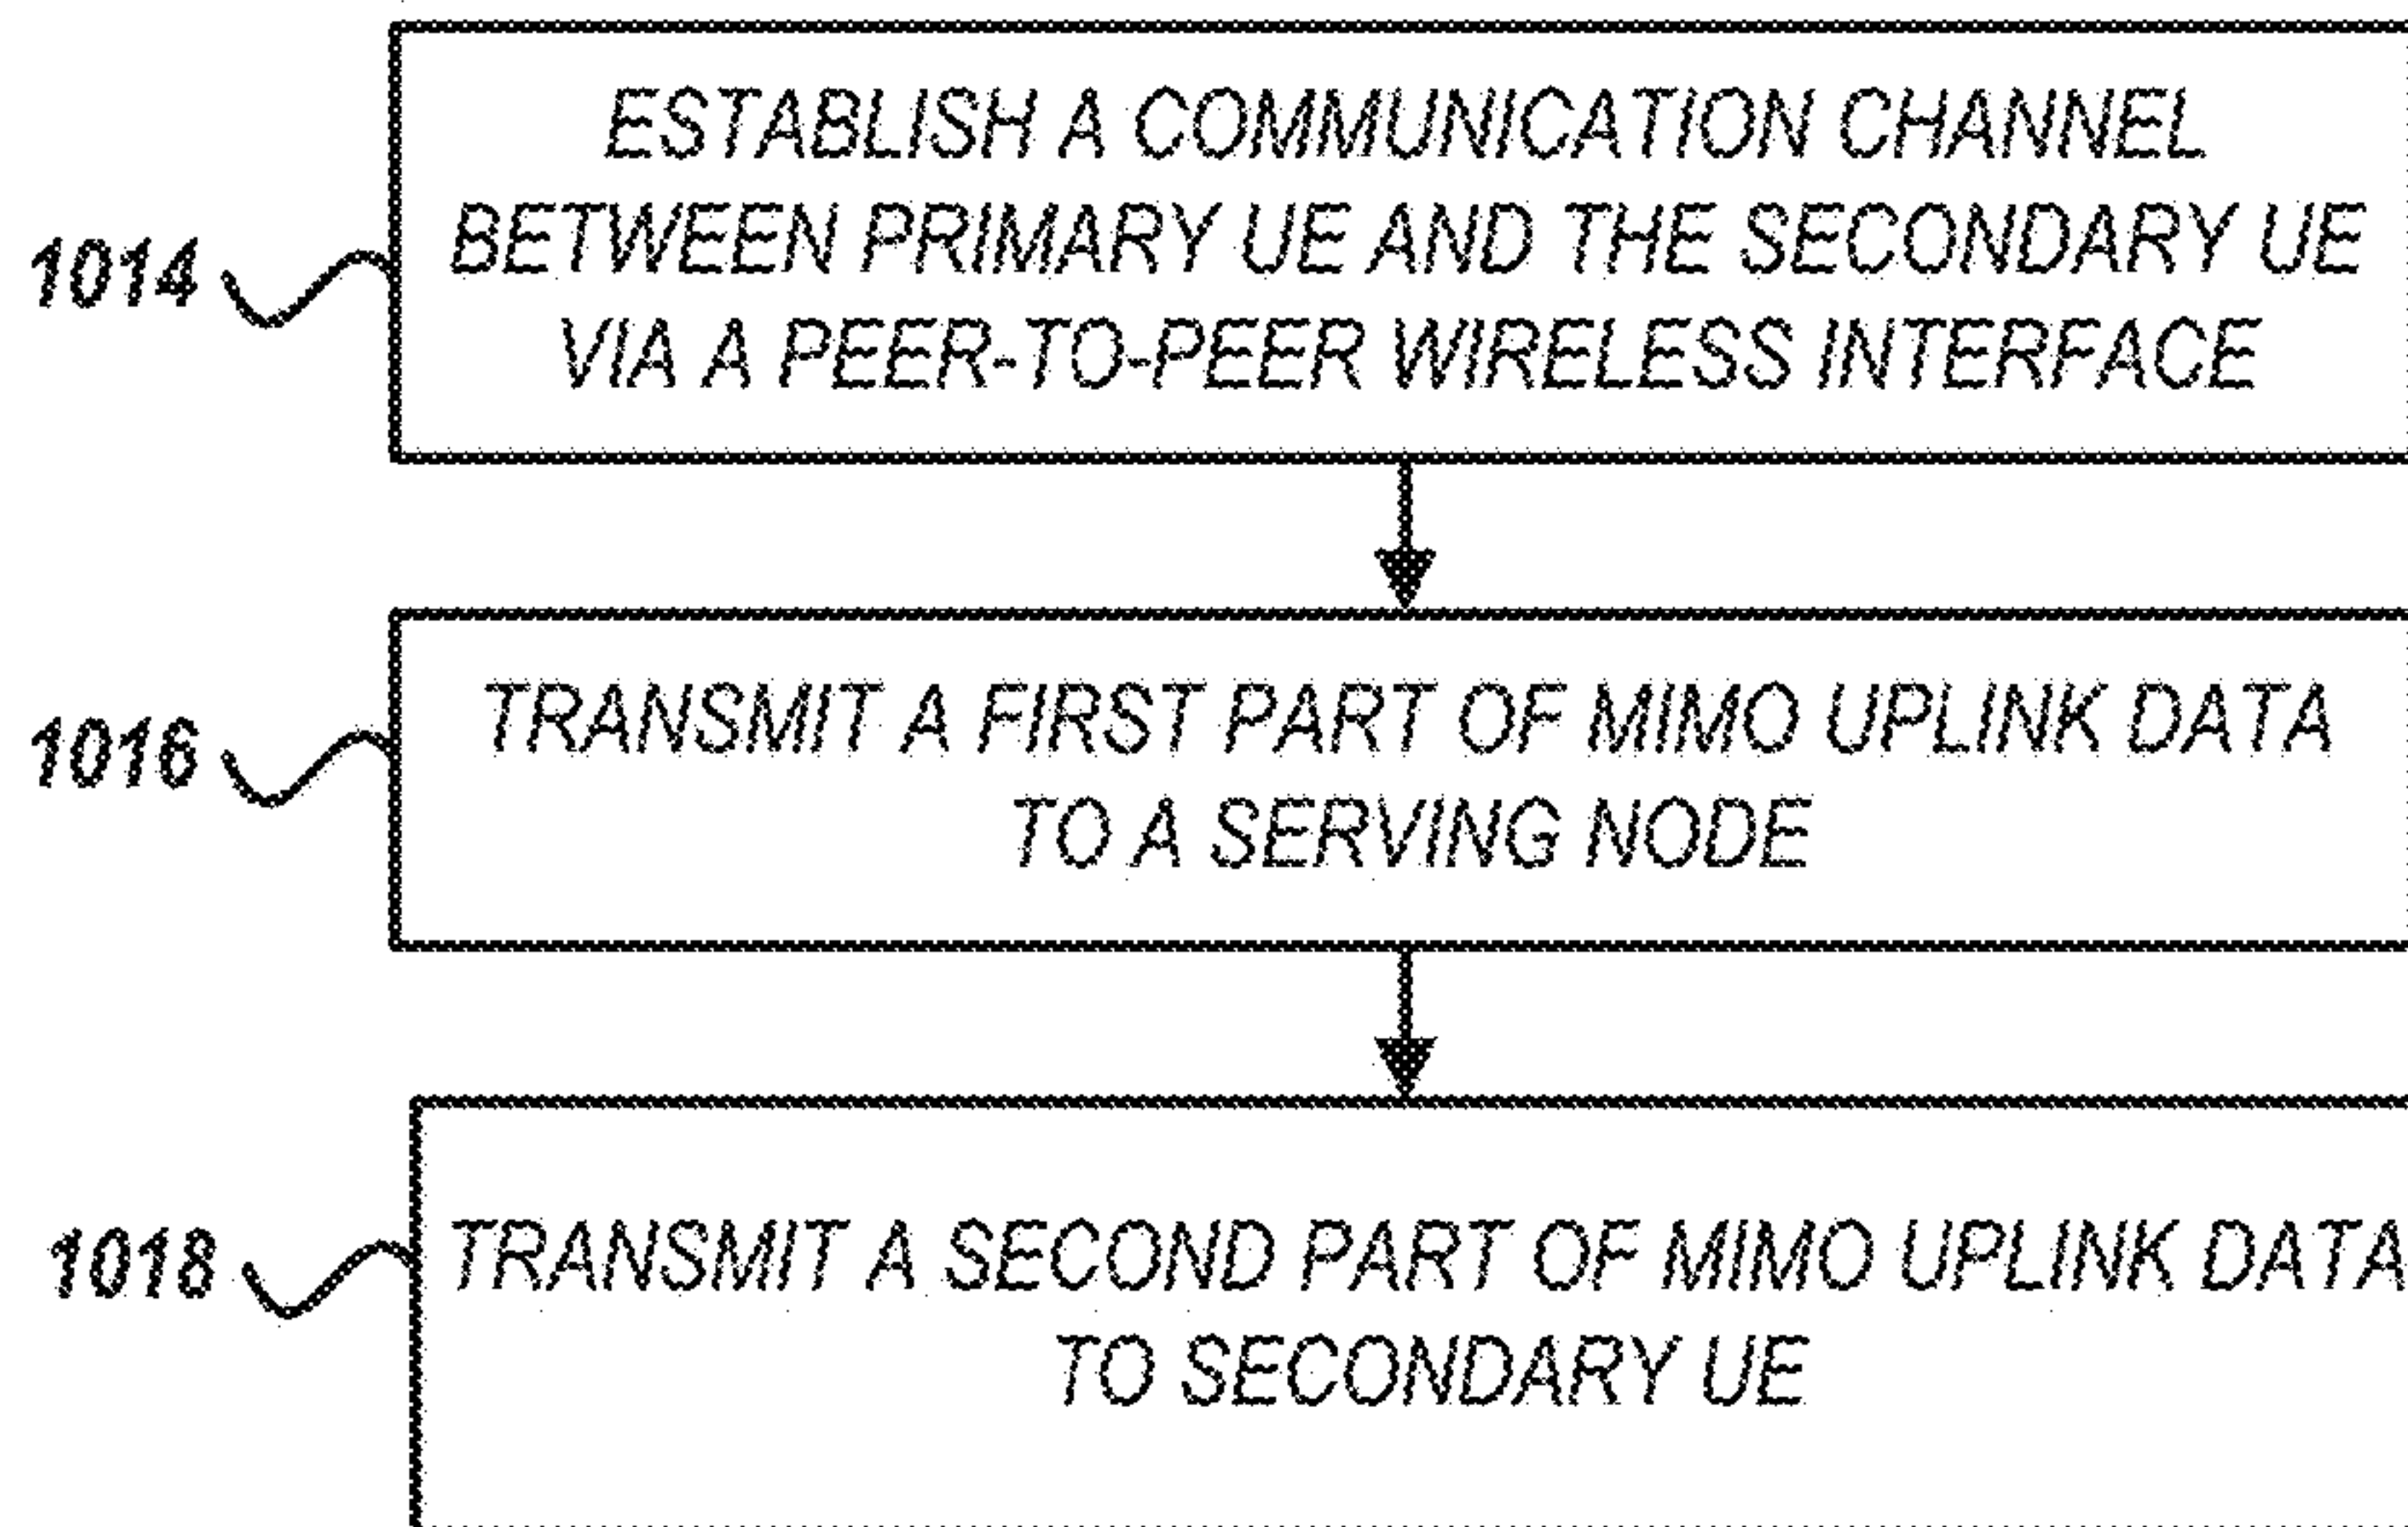 ESTABLISH A COMMUNICATION CHANNEL
BETWEEN PRIMARY UE AND THE SECONDARY UE
VIA A PEER-TO-PEER WIRELESS INTERFACE
1014
TRANSMIT A FIRST PART OF MIMO UPLINK DATA
TO A SERVING NODE
1016
TRANSMIT A SECOND PART OF MIMO UPLINK DATA
TO SECONDARY UE
1018